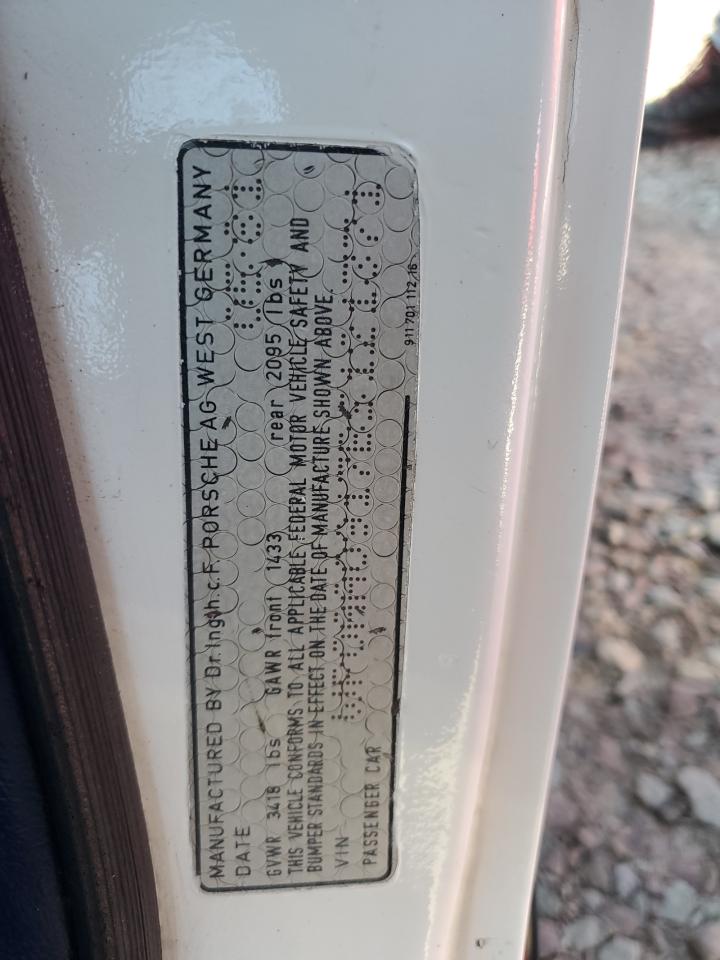 MANUFACTURED BY Dr. Ing. h.c.F. PORSCHE AG WEST GERMANY
DATE
GVWR 3418 lbs GAWR front 1433 rear 2095 lbs
THIS VEHICLE CONFORMS TO ALL APPLICABLE FEDERAL MOTOR VEHICLE SAFETY AND
BUMPER STANDARDS IN EFFECT ON THE DATE OF MANUFACTURE SHOWN ABOVE.
VIN
PASSENGER CAR
911 701 112 16